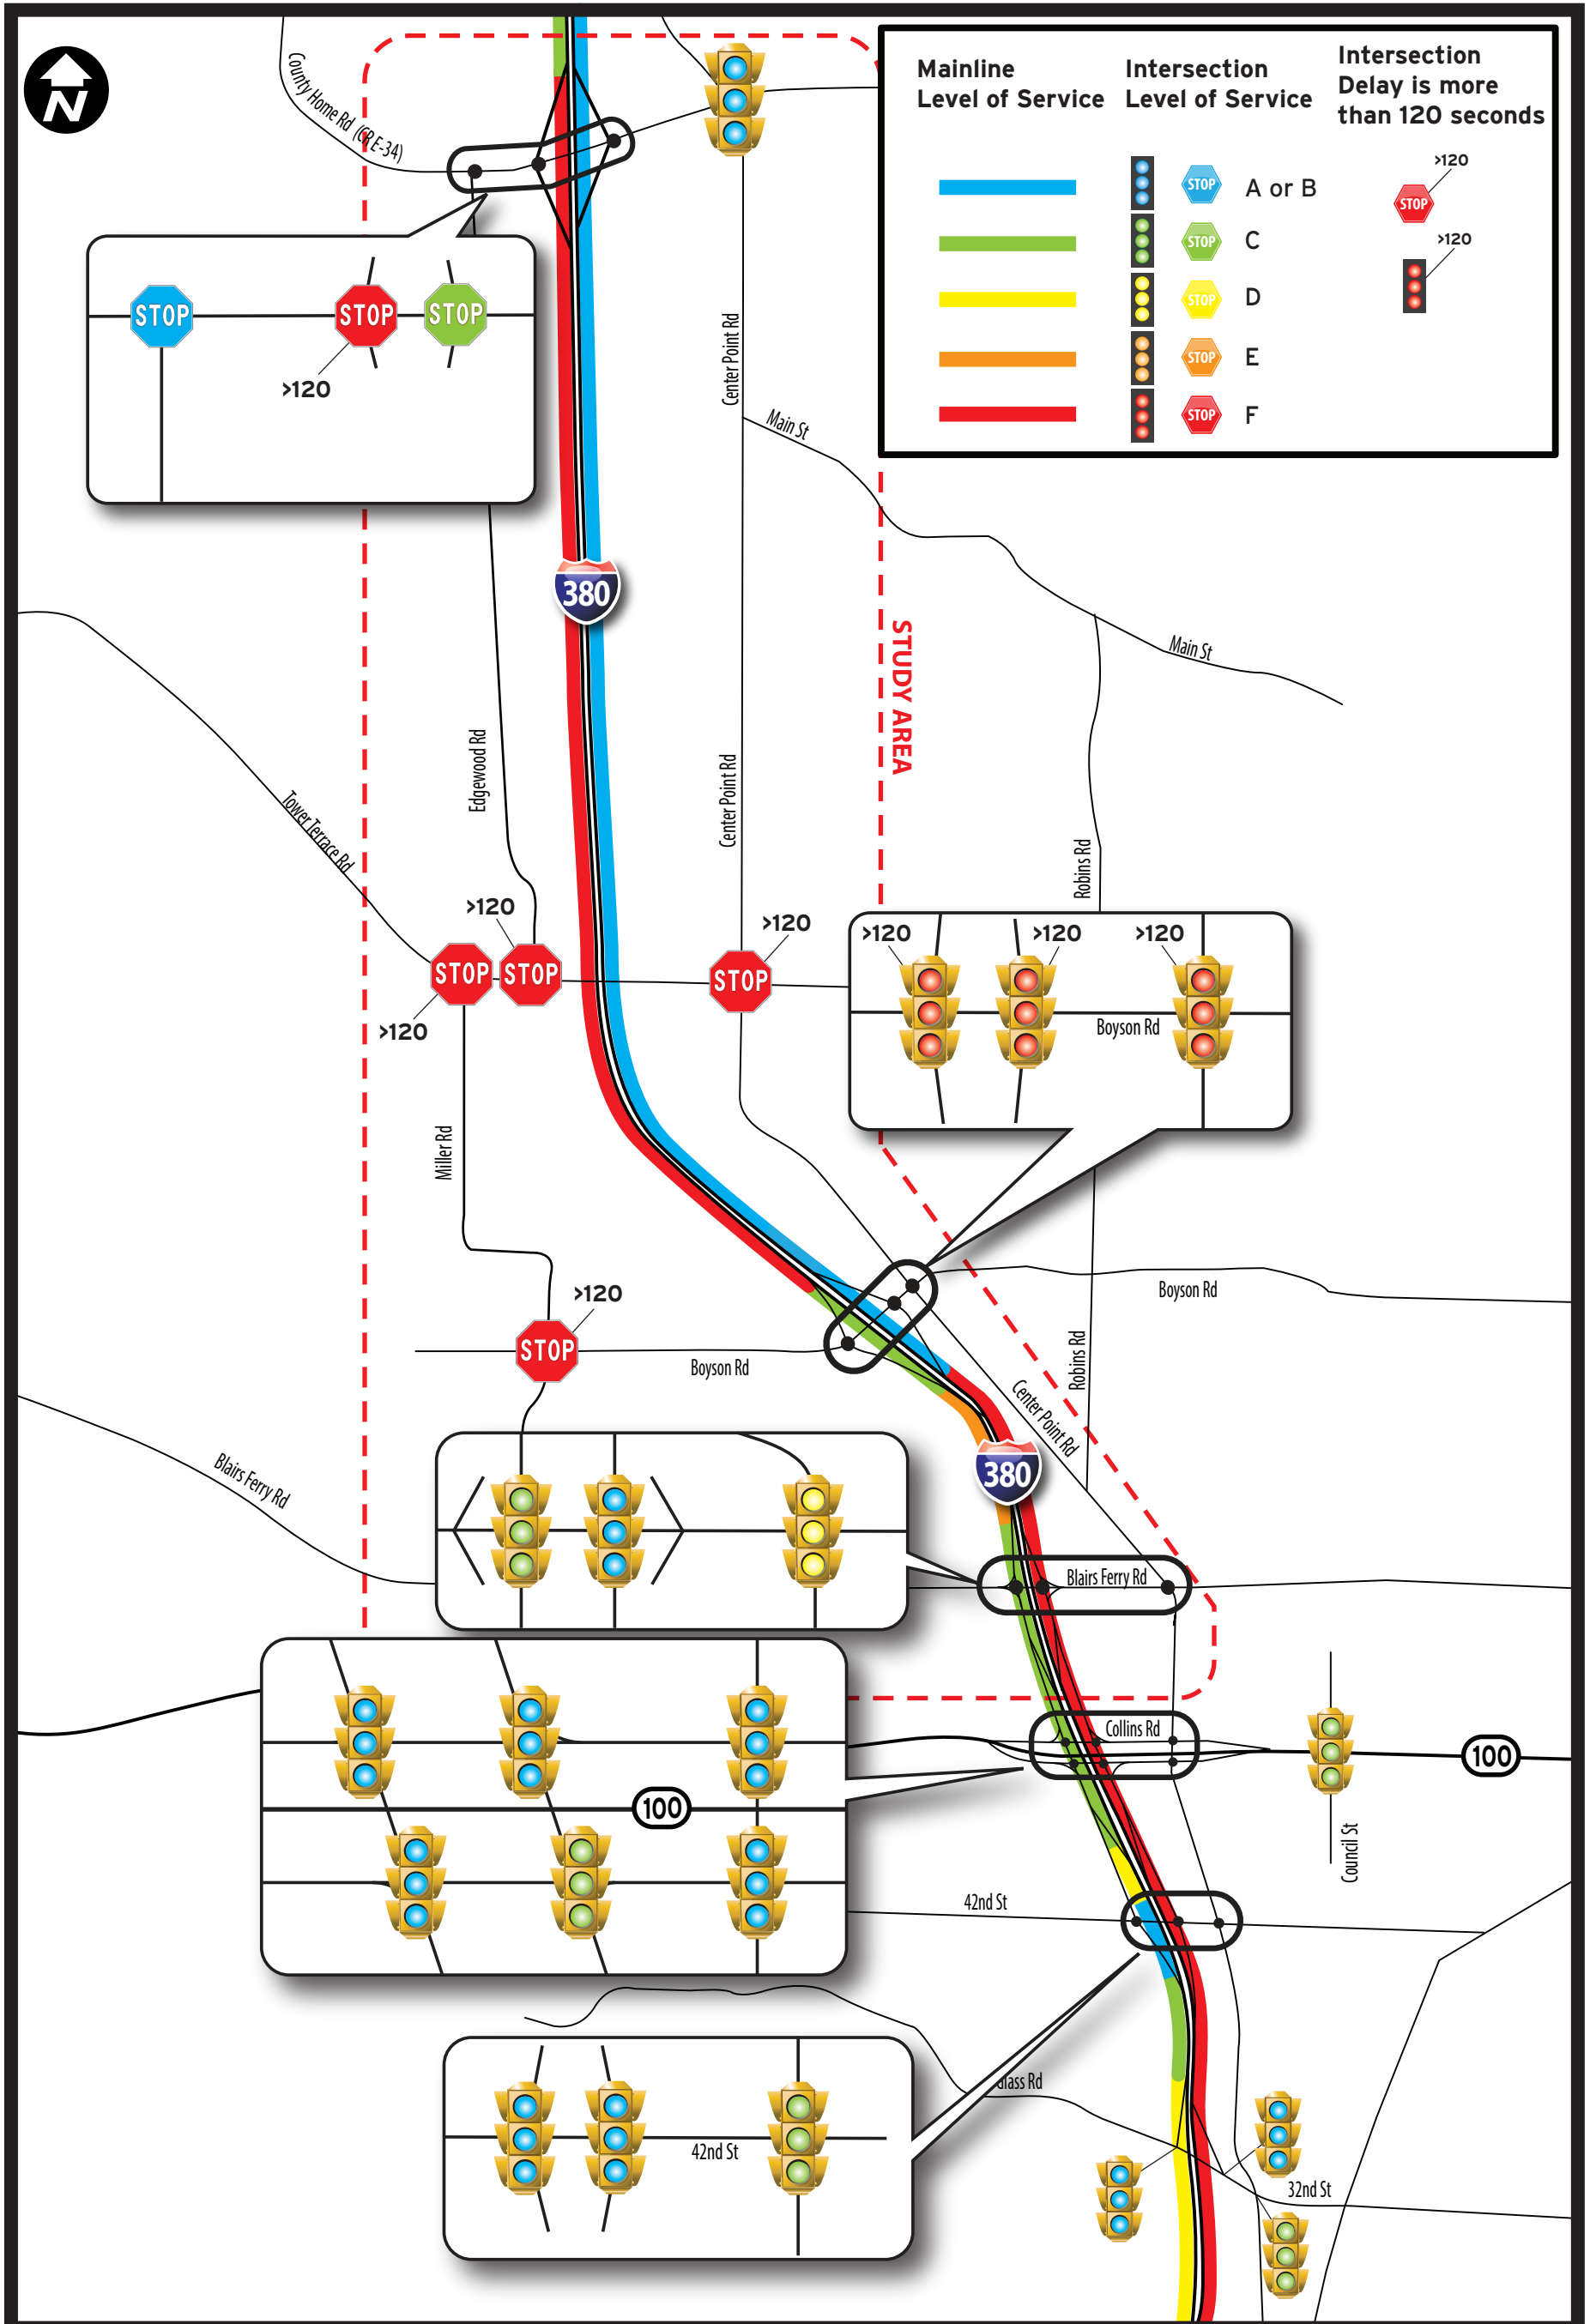 N
Mainline
Level of Service
Intersection
Level of Service
Intersection
Delay is more
than 120 seconds
STOP
A or B
STOP
C
STOP
D
STOP
E
STOP
F
>120
STOP
>120
County Home Rd (CR E-34)
STOP
STOP
STOP
>120
Center Point Rd
Main St
380
STUDY AREA
Main St
Edgewood Rd
Center Point Rd
Tower Terrace Rd
Robins Rd
>120
STOP
STOP
>120
>120
STOP
>120
>120
>120
Boyson Rd
Miller Rd
Boyson Rd
>120
STOP
Boyson Rd
Robins Rd
Center Point Rd
380
Blairs Ferry Rd
Blairs Ferry Rd
Collins Rd
100
100
Council St
42nd St
42nd St
Rd
32nd St